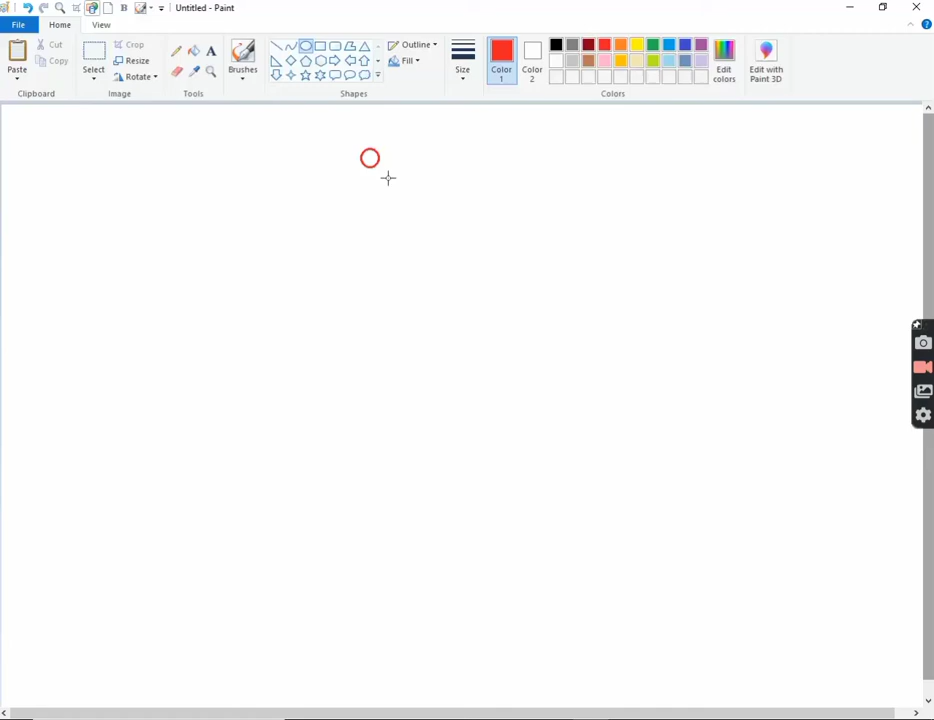 Untitled - Paint
File
Home
View
Paste
Cut
Copy
Clipboard
Select
Crop
Resize
Rotate
Image
A
Tools
Brushes
Outline
Fill
Shapes
Size
Color
1
Color
2
Edit
colors
Colors
Edit with
Paint 3D